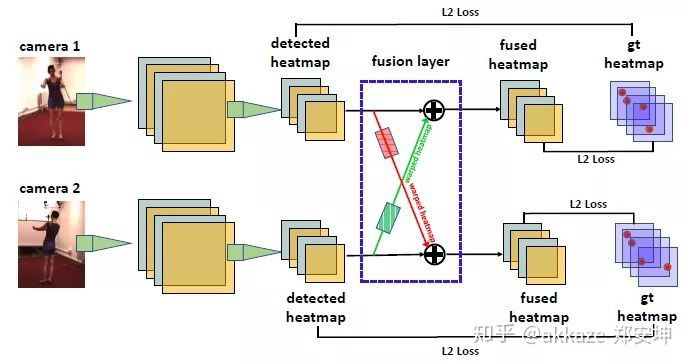 L2 Loss
camera 1
detected
heatmap
fusion layer
fused
heatmap
gt
heatmap
warped heatmap
warped heatmap
L2 Loss
camera 2
L2 Loss
detected
heatmap
fused
heatmap
gt
heatmap
L2 Loss
知乎 @akkaze-郑安坤